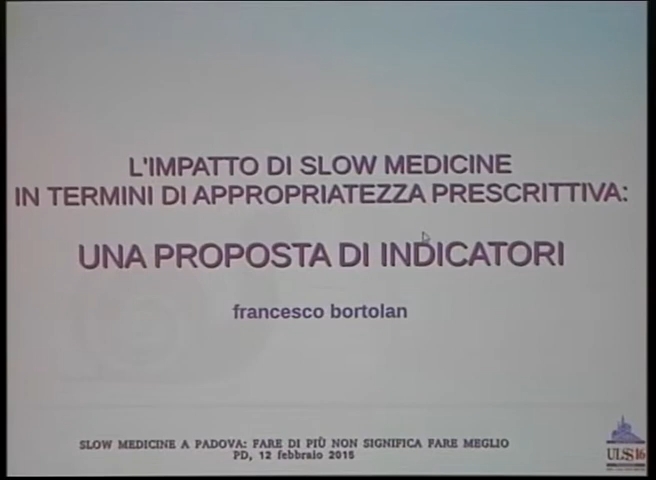 L'IMPATTO DI SLOW MEDICINE
IN TERMINI DI APPROPRIATEZZA PRESCRITTIVA:
UNA PROPOSTA DI INDICATORI
francesco bortolan
SLOW MEDICINE A PADOVA: FARE DI PIÙ NON SIGNIFICA FARE MEGLIO
PD, 12 febbraio 2015
ULSS16